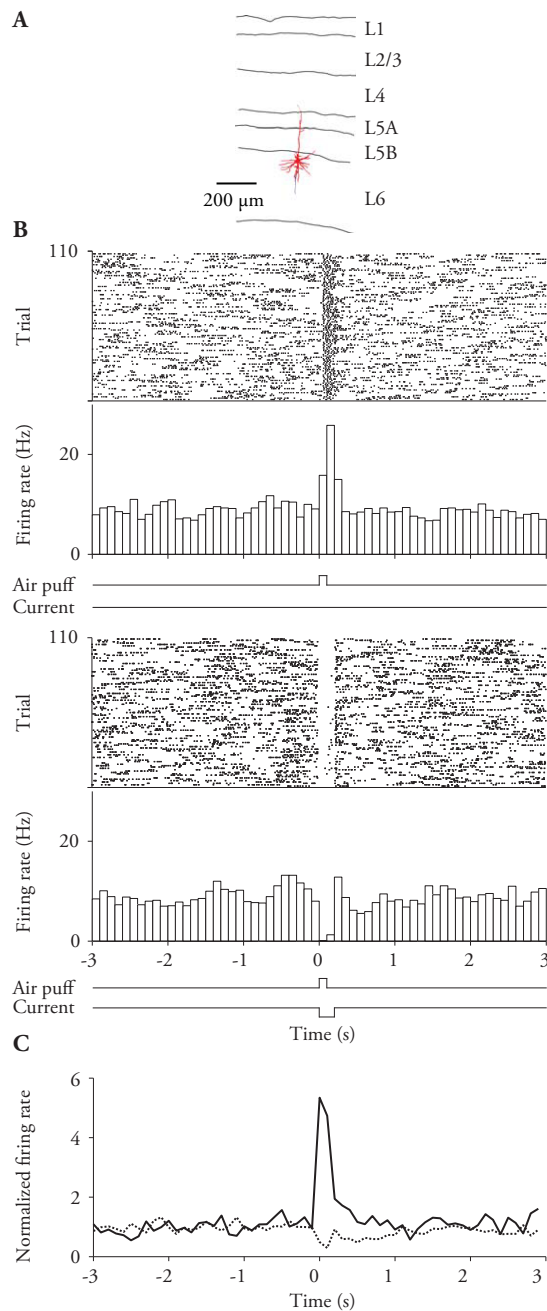 A
L1
L2/3
L4
L5A
L5B
200 μm
L6
B
110
Trial
Firing rate (Hz)
20
0
Air puff
Current
110
Trial
Firing rate (Hz)
20
0
-3 -2 -1 0 1 2 3
Air puff
Current
Time (s)
C
Normalized firing rate
6
4
2
0
-3 -2 -1 0 1 2 3
Time (s)